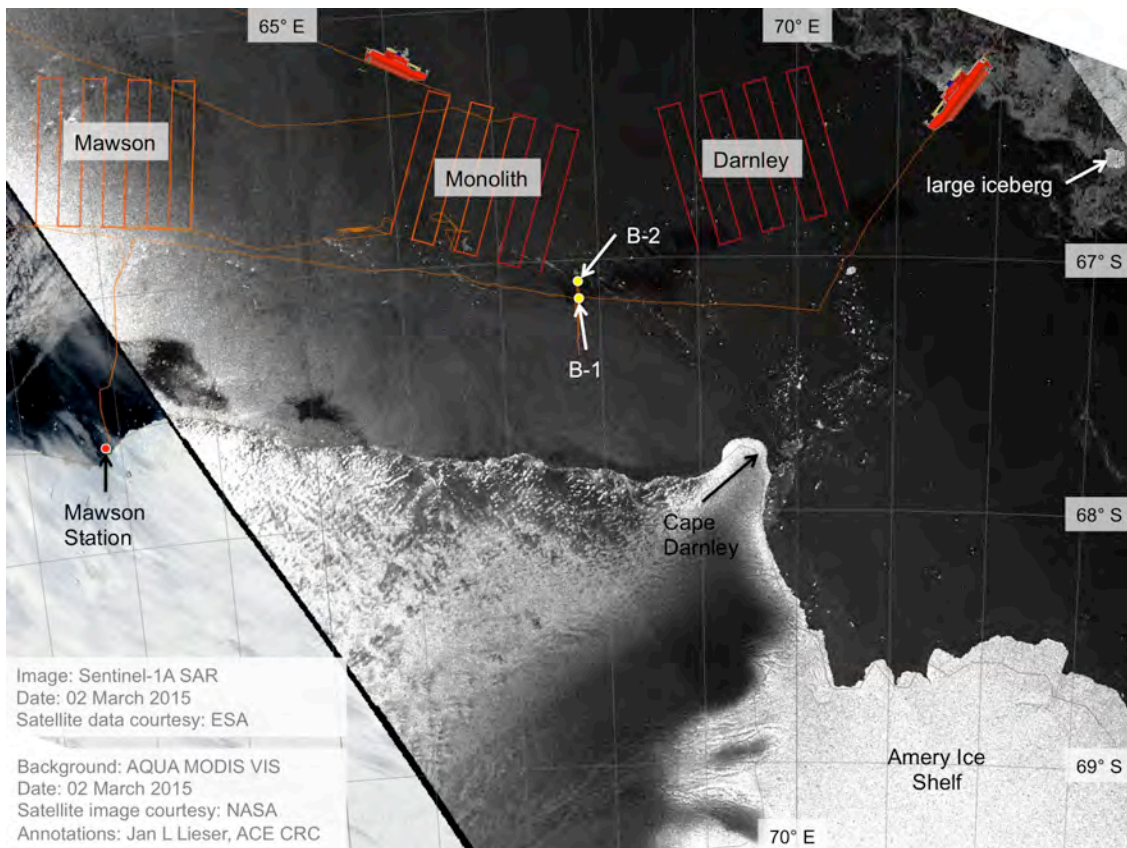 65° E
70° E
Mawson
Monolith
Darnley
large iceberg
B-2
67° S
B-1
Mawson
Station
Cape
Darnley
68° S
Image: Sentinel-1A SAR
Date: 02 March 2015
Satellite data courtesy: ESA
Amery Ice
Shelf
69° S
Background: AQUA MODIS VIS
Date: 02 March 2015
Satellite image courtesy: NASA
Annotations: Jan L Lieser, ACE CRC
70° E